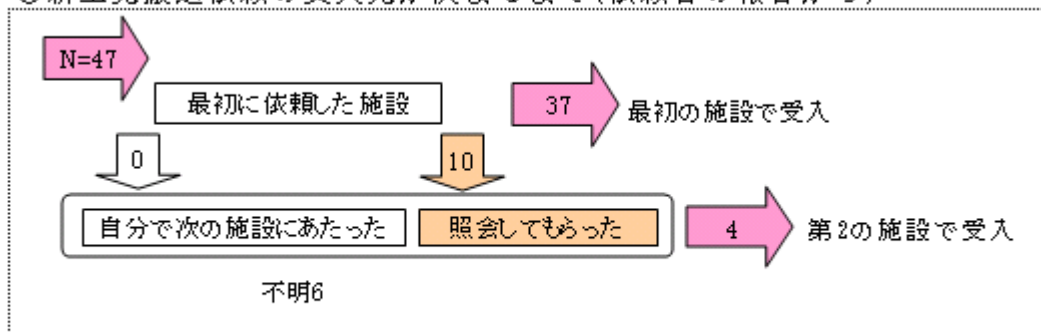 N=47
最初に依頼した施設
37
最初の施設で受入
0
10
自分で次の施設にあたった
照会してもらった
4
第2の施設で受入
不明6